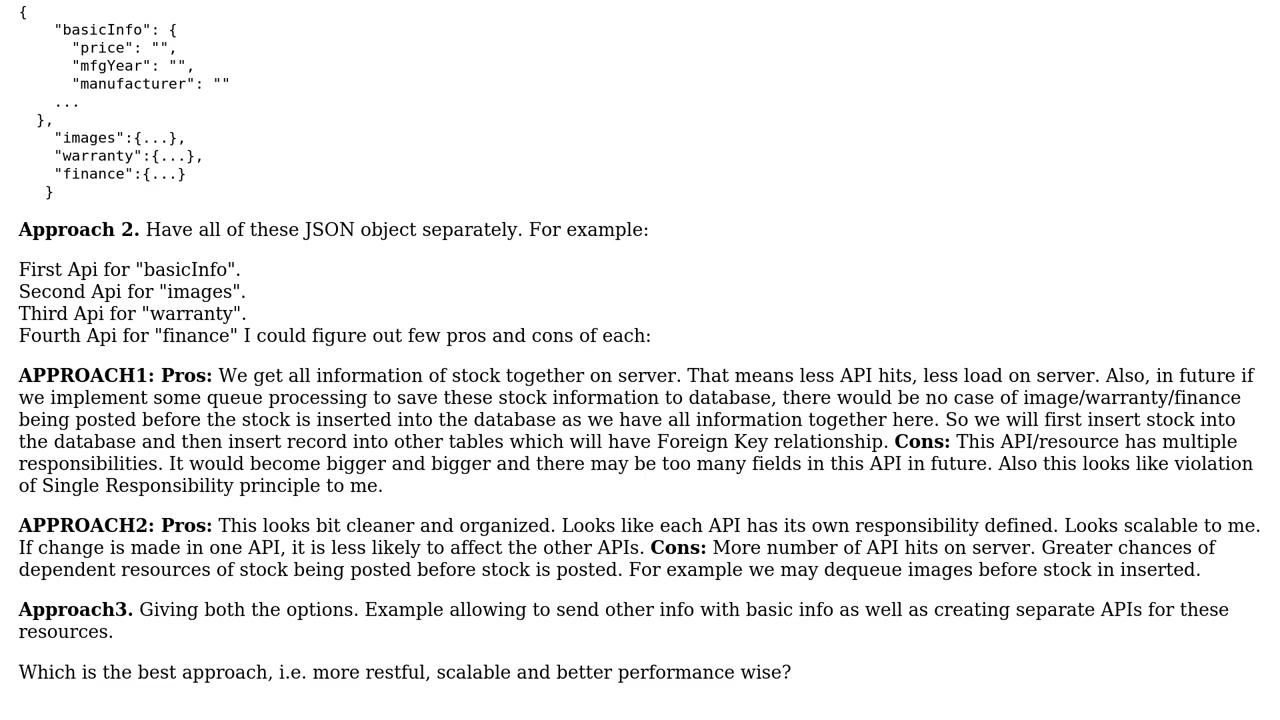 {
    "basicInfo": {
      "price": "",
      "mfgYear": "",
      "manufacturer": ""
    ...
  },
    "images":{...},
    "warranty":{...},
    "finance":{...}
   }
Approach 2. Have all of these JSON object separately. For example:
First Api for "basicInfo".
Second Api for "images".
Third Api for "warranty".
Fourth Api for "finance" I could figure out few pros and cons of each:
APPROACH1: Pros: We get all information of stock together on server. That means less API hits, less load on server. Also, in future if
we implement some queue processing to save these stock information to database, there would be no case of image/warranty/finance
being posted before the stock is inserted into the database as we have all information together here. So we will first insert stock into
the database and then insert record into other tables which will have Foreign Key relationship. Cons: This API/resource has multiple
responsibilities. It would become bigger and bigger and there may be too many fields in this API in future. Also this looks like violation
of Single Responsibility principle to me.
APPROACH2: Pros: This looks bit cleaner and organized. Looks like each API has its own responsibility defined. Looks scalable to me.
If change is made in one API, it is less likely to affect the other APIs. Cons: More number of API hits on server. Greater chances of
dependent resources of stock being posted before stock is posted. For example we may dequeue images before stock in inserted.
Approach3. Giving both the options. Example allowing to send other info with basic info as well as creating separate APIs for these
resources.
Which is the best approach, i.e. more restful, scalable and better performance wise?